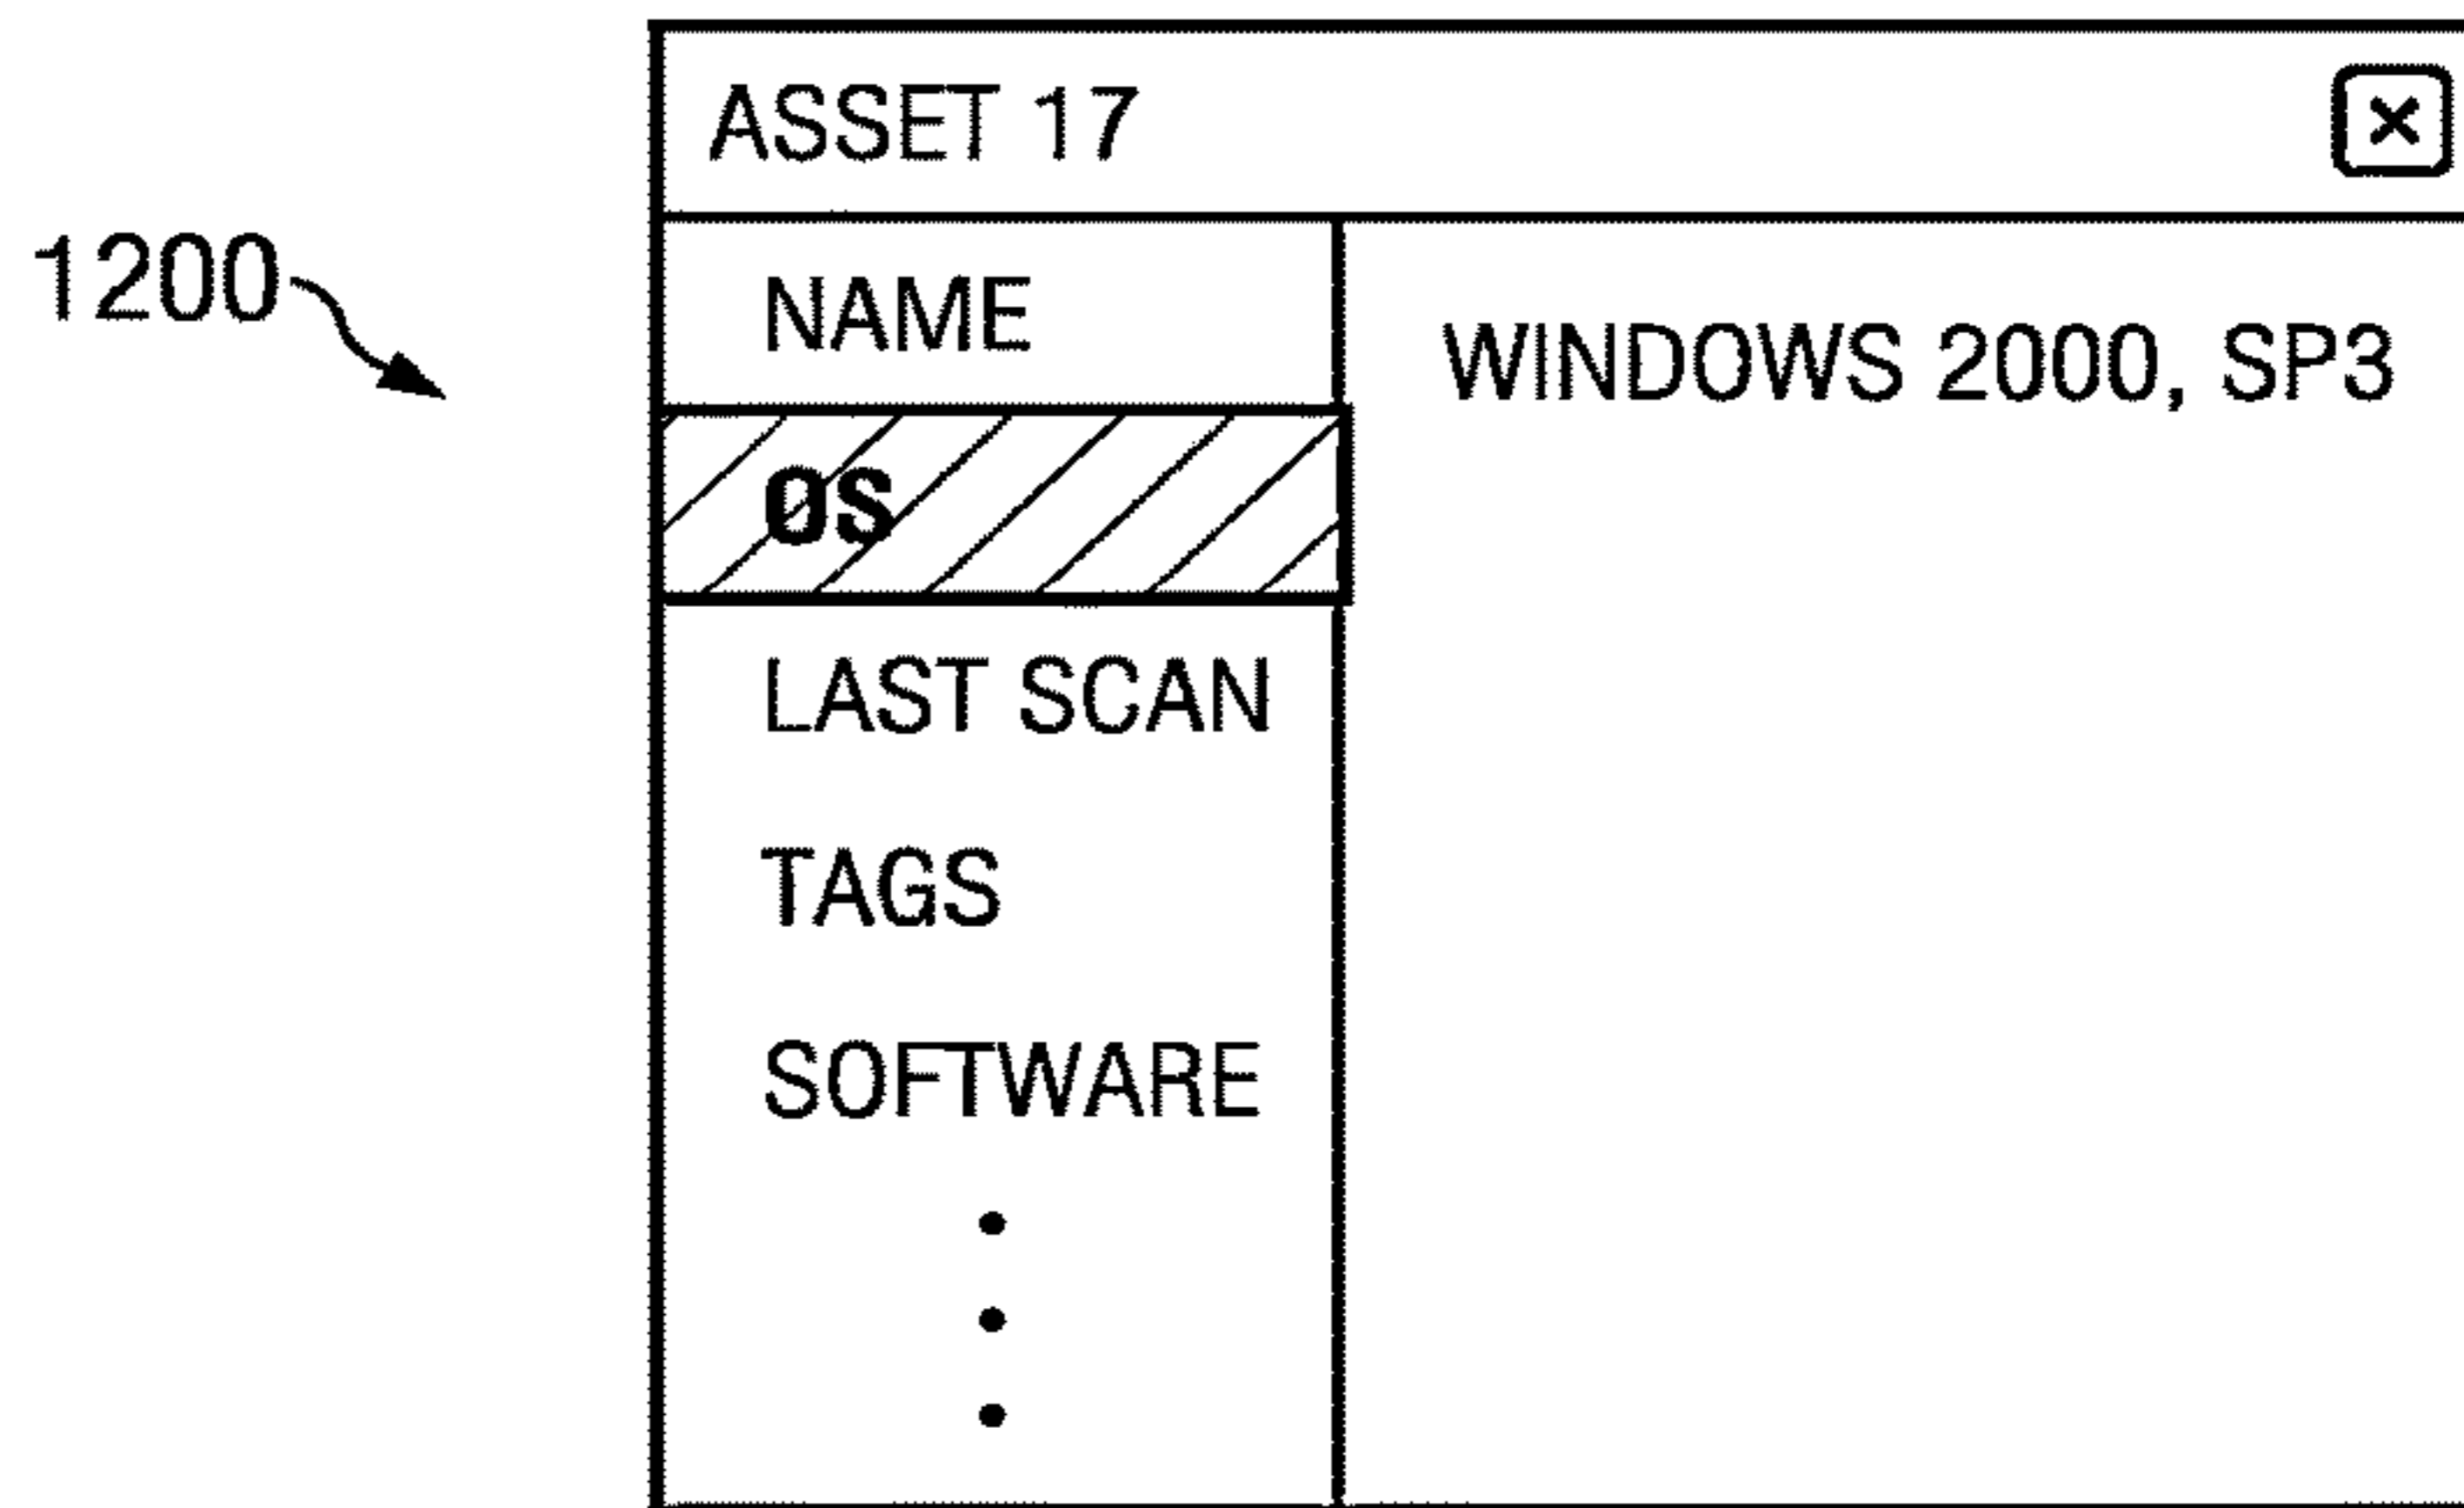 ASSET 17
1200
NAME
WINDOWS 2000, SP3
OS
LAST SCAN
TAGS
SOFTWARE